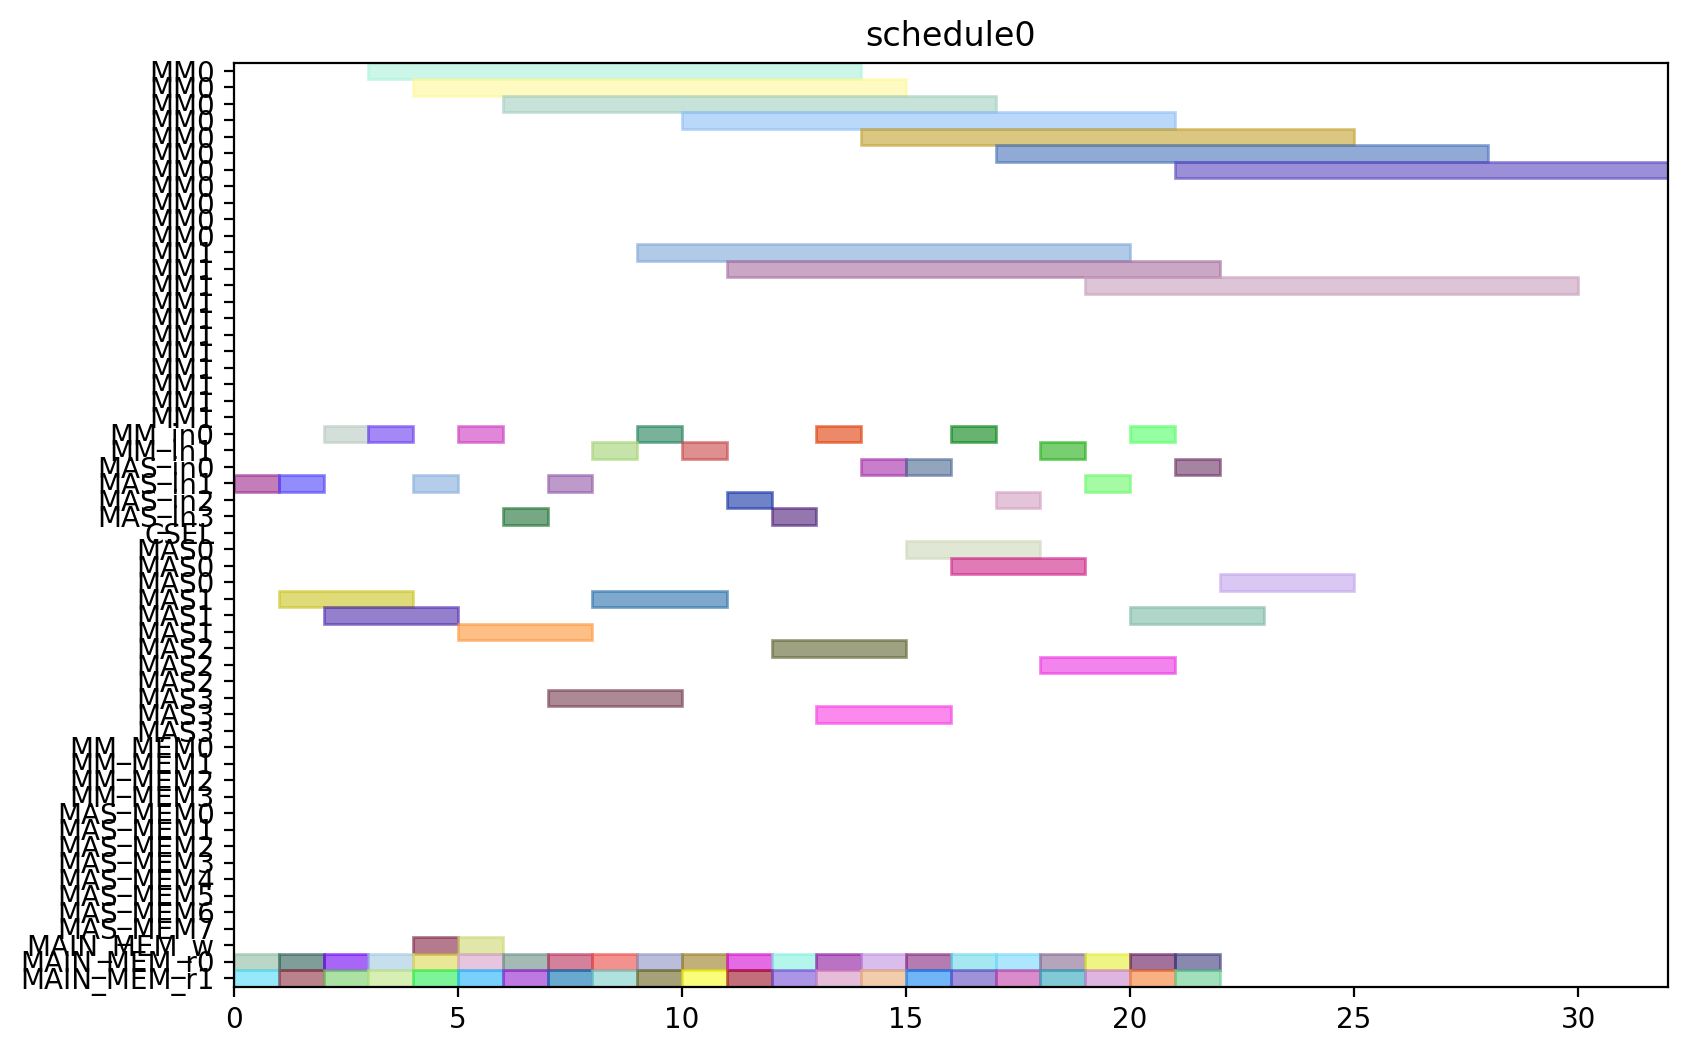 schedule0
MM0
MM0
MM0
MM0
MM0
MM0
MM0
MM0
MM0
MM0
MM0
MM1
MM1
MM1
MM1
MM1
MM1
MM1
MM1
MM1
MM1
MM1
MM_in0
MM_in1
MAS_in0
MAS_in1
MAS_in2
MAS_in3
CSEL
MAS0
MAS0
MAS0
MAS1
MAS1
MAS1
MAS2
MAS2
MAS2
MAS3
MAS3
MAS3
MM_MEM0
MM_MEM1
MM_MEM2
MM_MEM3
MAS_MEM0
MAS_MEM1
MAS_MEM2
MAS_MEM3
MAS_MEM4
MAS_MEM5
MAS_MEM6
MAS_MEM7
MAIN_MEM_w
MAIN_MEM_r0
MAIN_MEM_r1
0 5 10 15 20 25 30